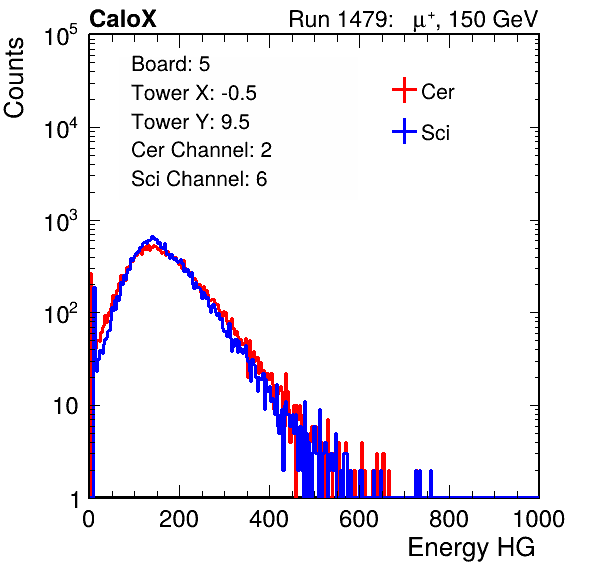 CaloX Run 1479: μ⁺, 150 GeV
Counts
10⁵
10⁴
10³
10²
10
1
Board: 5
Tower X: -0.5
Tower Y: 9.5
Cer Channel: 2
Sci Channel: 6
Cer
Sci
0 200 400 600 800 1000
Energy HG